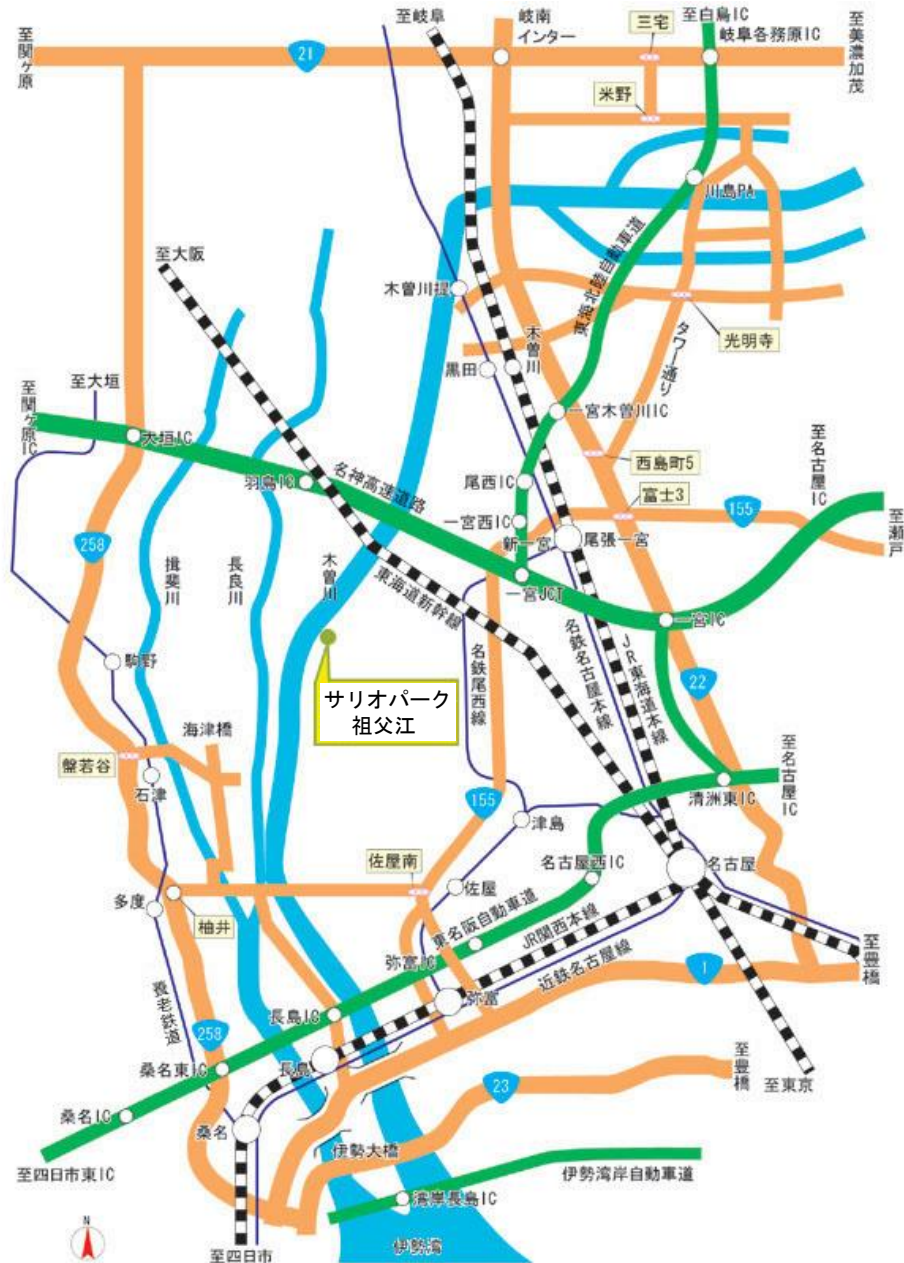 至岐阜
岐南
インター
三宅
至白鳥IC
岐阜各務原IC
至関ヶ原
21
至美濃加茂
米野
川島PA
至大阪
木曽川堤
東海北陸自動車道
光明寺
木曽川
タワー通り
黒田
至大垣
至関ヶ原IC
一宮木曽川IC
大垣IC
西島町5
至名古屋IC
羽島IC
名神高速道路
尾西IC
富士3
155
一宮西IC
至瀬戸
新一宮
尾張一宮
258
揖斐川
長良川
木曽川
東海道新幹線
一宮JCT
一宮IC
名鉄尾西線
名鉄名古屋本線
JR東海道本線
駒野
22
サリオパーク
祖父江
海津橋
盤若谷
石津
至名古屋IC
清洲東IC
155
津島
佐屋南
名古屋西IC
名古屋
佐屋
多度
柚井
東名阪自動車道
JR関西本線
弥富IC
近鉄名古屋線
1
至豊橋
弥富
養老鉄道
長島IC
258
長島
桑名東IC
至豊橋
至東京
23
桑名IC
桑名
伊勢大橋
至四日市東IC
伊勢湾岸自動車道
湾岸長島IC
N
至四日市
伊勢湾